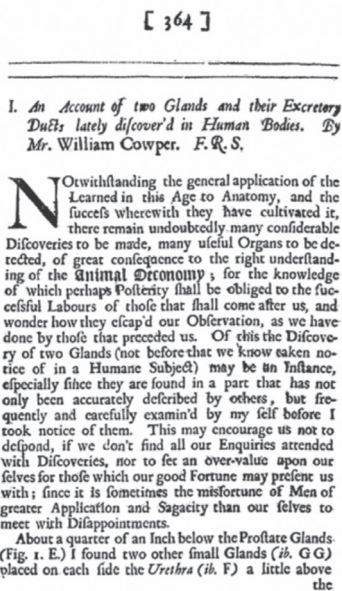 [ 364 ]
I. An Account of two Glands and their Excretory
Ducts lately diſcover'd in Human Bodies. By
Mr. William Cowper. F. R. S.
NOtwithſtanding the general application of the
Learned in this Age to Anatomy, and the
ſucceſs wherewith they have cultivated it,
there remain undoubtedly many conſiderable
Diſcoveries to be made, many uſeful Organs to be de-
tected, of great conſequence to the right underſtand-
ing of the Animal Oeconomy ; for the knowledge
of which perhaps Poſterity ſhall be obliged to the ſuc-
ceſsful Labours of thoſe that ſhall come after us, and
wonder how they eſcap'd our Obſervation, as we have
done by thoſe that preceded us. Of this the Diſcove-
ry of two Glands (not before that we know taken no-
tice of in a Humane Subject) may be an Inſtance,
eſpecially ſince they are found in a part that has not
only been accurately deſcribed by others, but fre-
quently and carefully examin'd by my ſelf before I
took notice of them. This may encourage us not to
deſpond, if we don't find all our Enquiries attended
with Diſcoveries, nor to ſet an over-value upon our
ſelves for thoſe which our good Fortune may preſent us
with ; ſince it is ſometimes the misfortune of Men of
greater Application and Sagacity than our ſelves to
meet with Diſappointments.
About a quarter of an Inch below the Proſtate Glands
(Fig. 1. E.) I found two other ſmall Glands (ib. G G)
placed on each ſide the Urethra (ib. F) a little above
the